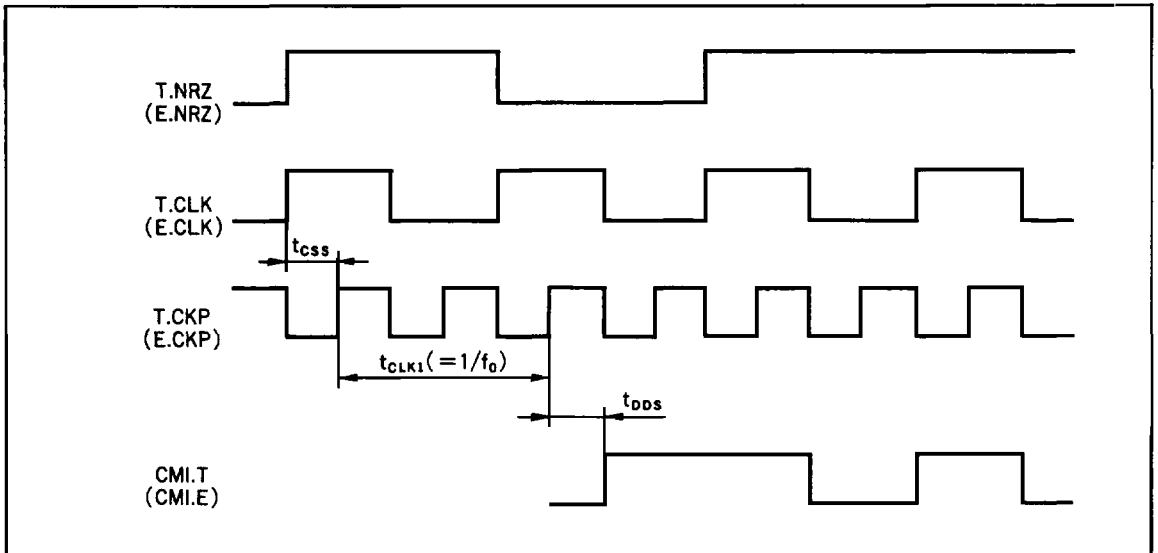 T.NRZ
(E.NRZ)
T.CLK
(E.CLK)
tCSS
T.CKP
(E.CKP)
tCLK1(=1/f0)
tDDS
CMI.T
(CMI.E)